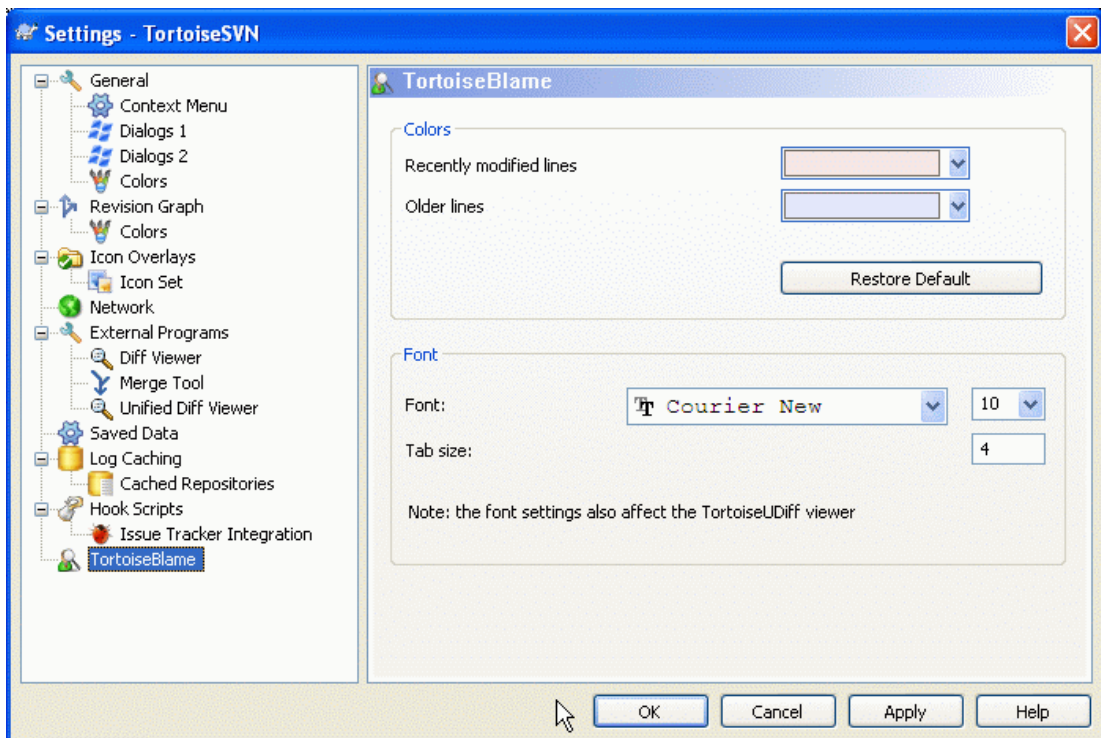 Settings - TortoiseSVN
General
Context Menu
Dialogs 1
Dialogs 2
Colors
Revision Graph
Colors
Icon Overlays
Icon Set
Network
External Programs
Diff Viewer
Merge Tool
Unified Diff Viewer
Saved Data
Log Caching
Cached Repositories
Hook Scripts
Issue Tracker Integration
TortoiseBlame
TortoiseBlame
Colors
Recently modified lines
Older lines
Restore Default
Font
Font: Courier New 10
Tab size: 4
Note: the font settings also affect the TortoiseUDiff viewer
OK Cancel Apply Help